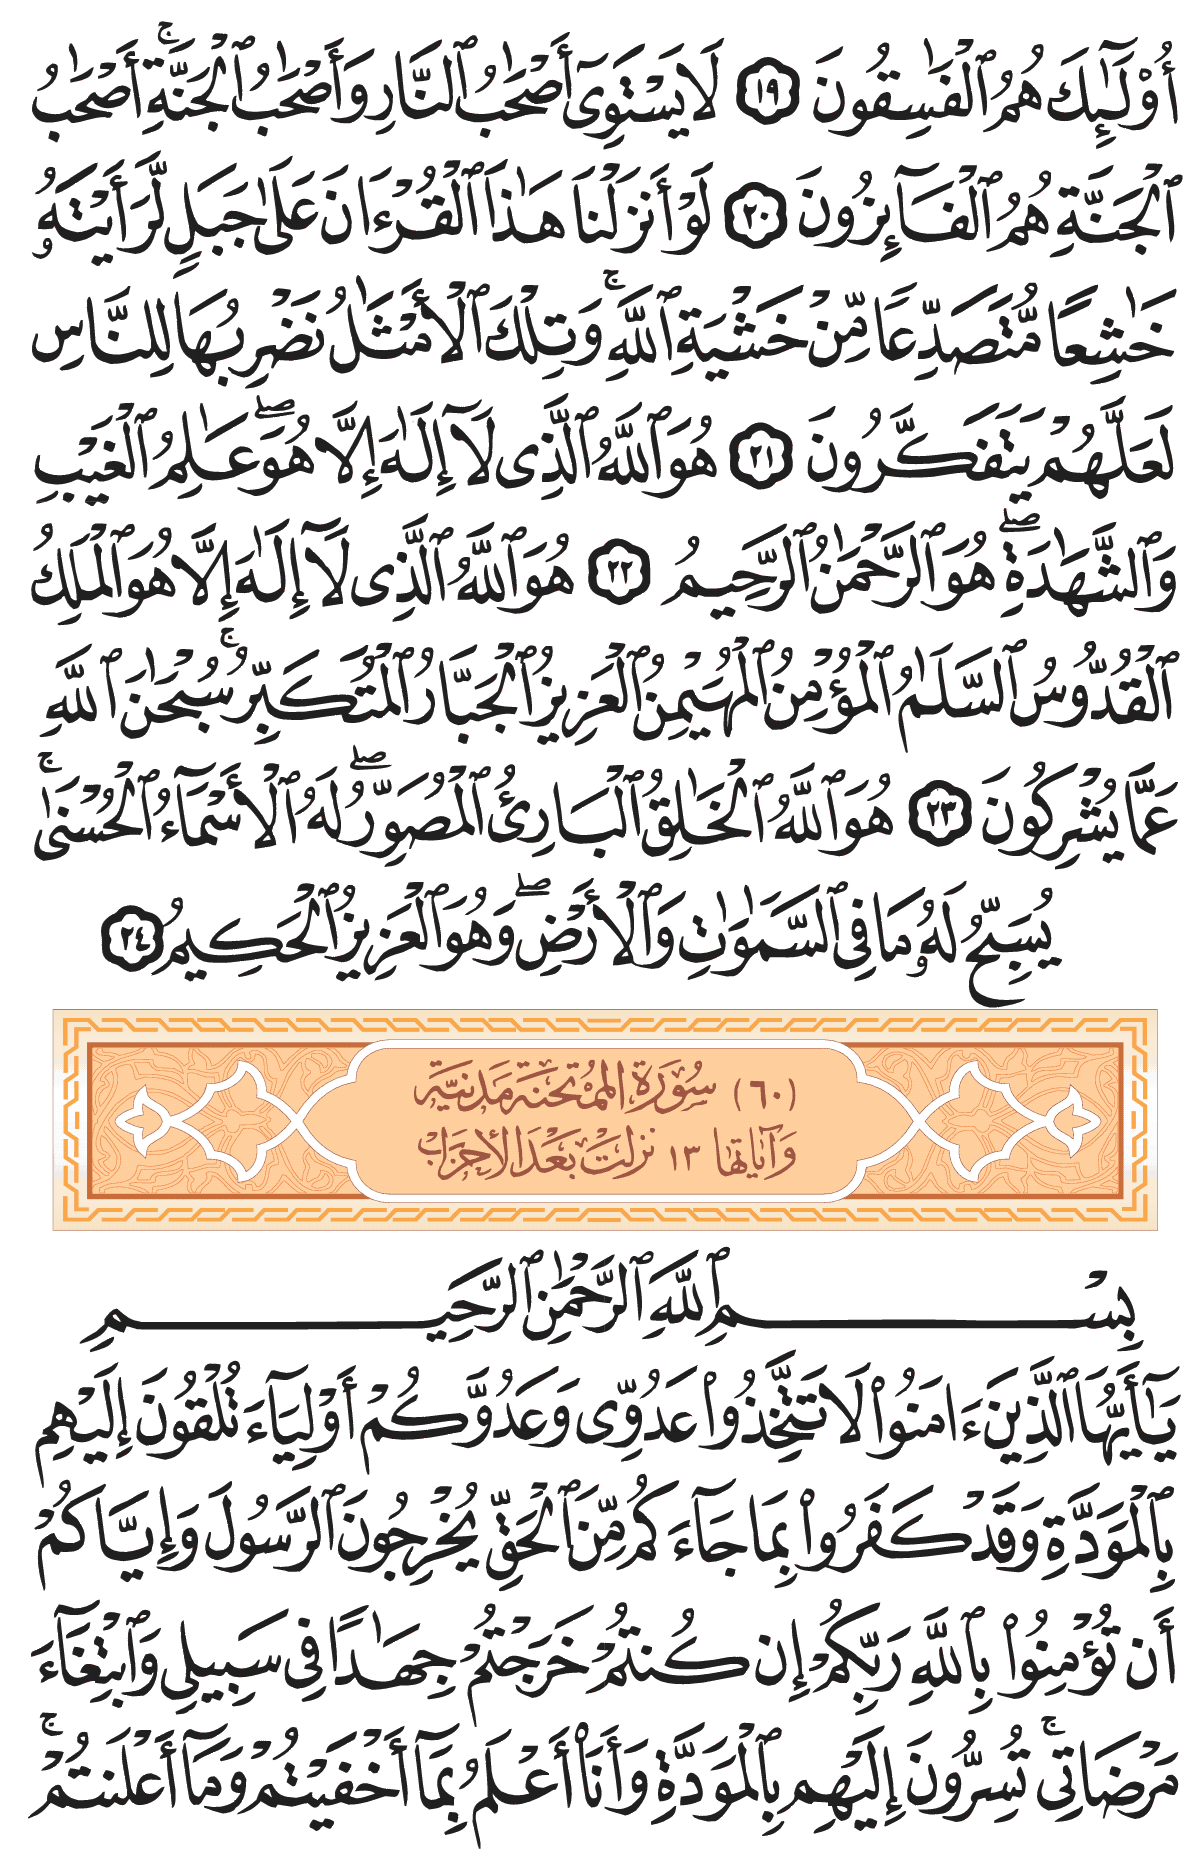 أُوْلَٰٓئِكَ هُمُ ٱلْفَٰسِقُونَ ١٩ لَا يَسْتَوِىٓ أَصْحَٰبُ ٱلنَّارِ وَأَصْحَٰبُ ٱلْجَنَّةِۚ أَصْحَٰبُ
ٱلْجَنَّةِ هُمُ ٱلْفَآئِزُونَ ٢٠ لَوْ أَنزَلْنَا هَٰذَا ٱلْقُرْءَانَ عَلَىٰ جَبَلٍ لَّرَأَيْتَهُۥ
خَٰشِعًا مُّتَصَدِّعًا مِّنْ خَشْيَةِ ٱللَّهِۚ وَتِلْكَ ٱلْأَمْثَٰلُ نَضْرِبُهَا لِلنَّاسِ
لَعَلَّهُمْ يَتَفَكَّرُونَ ٢١ هُوَ ٱللَّهُ ٱلَّذِى لَآ إِلَٰهَ إِلَّا هُوَۖ عَٰلِمُ ٱلْغَيْبِ
وَٱلشَّهَٰدَةِۖ هُوَ ٱلرَّحْمَٰنُ ٱلرَّحِيمُ ٢٢ هُوَ ٱللَّهُ ٱلَّذِى لَآ إِلَٰهَ إِلَّا هُوَ ٱلْمَلِكُ
ٱلْقُدُّوسُ ٱلسَّلَٰمُ ٱلْمُؤْمِنُ ٱلْمُهَيْمِنُ ٱلْعَزِيزُ ٱلْجَبَّارُ ٱلْمُتَكَبِّرُۚ سُبْحَٰنَ ٱللَّهِ
عَمَّا يُشْرِكُونَ ٢٣ هُوَ ٱللَّهُ ٱلْخَٰلِقُ ٱلْبَارِئُ ٱلْمُصَوِّرُۖ لَهُ ٱلْأَسْمَآءُ ٱلْحُسْنَىٰۚ
يُسَبِّحُ لَهُۥ مَا فِى ٱلسَّمَٰوَٰتِ وَٱلْأَرْضِۖ وَهُوَ ٱلْعَزِيزُ ٱلْحَكِيمُ ٢٤
(٦٠) سُورَة المُمْتَحَنَة مَدَنيَّة
وَآيَاتُهَا ١٣ نَزَلَتْ بَعْدَ الأَحْزَاب
بِسْمِ ٱللَّهِ ٱلرَّحْمَٰنِ ٱلرَّحِيمِ
يَٰٓأَيُّهَا ٱلَّذِينَ ءَامَنُوا۟ لَا تَتَّخِذُوا۟ عَدُوِّى وَعَدُوَّكُمْ أَوْلِيَآءَ تُلْقُونَ إِلَيْهِم
بِٱلْمَوَدَّةِ وَقَدْ كَفَرُوا۟ بِمَا جَآءَكُم مِّنَ ٱلْحَقِّ يُخْرِجُونَ ٱلرَّسُولَ وَإِيَّاكُمْ
أَن تُؤْمِنُوا۟ بِٱللَّهِ رَبِّكُمْ إِن كُنتُمْ خَرَجْتُمْ جِهَٰدًا فِى سَبِيلِى وَٱبْتِغَآءَ
مَرْضَاتِىۚ تُسِرُّونَ إِلَيْهِم بِٱلْمَوَدَّةِ وَأَنَا۠ أَعْلَمُ بِمَآ أَخْفَيْتُمْ وَمَآ أَعْلَنتُمْۚ